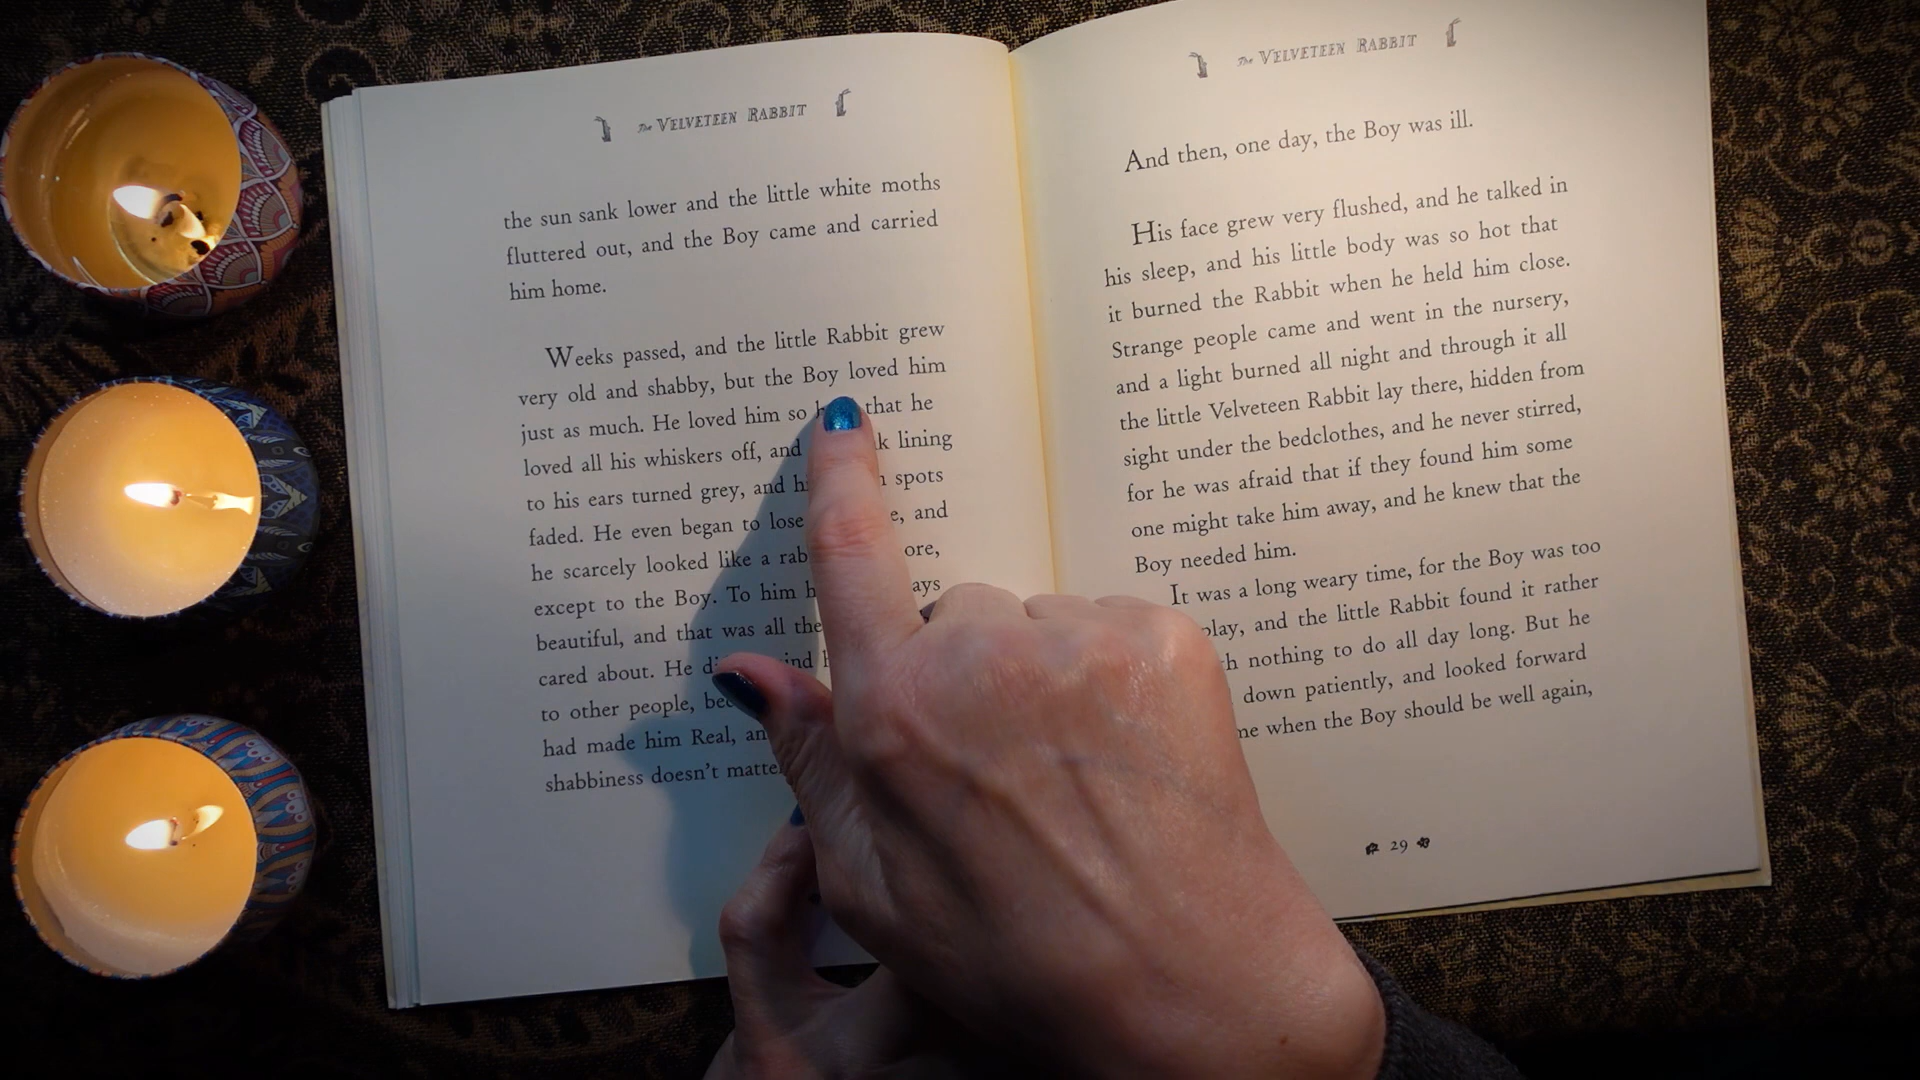 The VELVETEEN RABBIT
the sun sank lower and the little white moths
fluttered out, and the Boy came and carried
him home.
Weeks passed, and the little Rabbit grew
very old and shabby, but the Boy loved him
just as much. He loved him so that he
loved all his whiskers off, and lining
to his ears turned grey, and spots
faded. He even began to lose and
he scarcely looked like a
except to the Boy. To him
beautiful, and that was all
cared about. He
to other people,
had made him Real,
shabbiness doesn't
The VELVETEEN RABBIT
And then, one day, the Boy was ill.
His face grew very flushed, and he talked in
his sleep, and his little body was so hot that
it burned the Rabbit when he held him close.
Strange people came and went in the nursery,
and a light burned all night and through it all
the little Velveteen Rabbit lay there, hidden from
sight under the bedclothes, and he never stirred,
for he was afraid that if they found him some
one might take him away, and he knew that the
Boy needed him.
It was a long weary time, for the Boy was too
play, and the little Rabbit found it rather
nothing to do all day long. But he
down patiently, and looked forward
when the Boy should be well again,
29